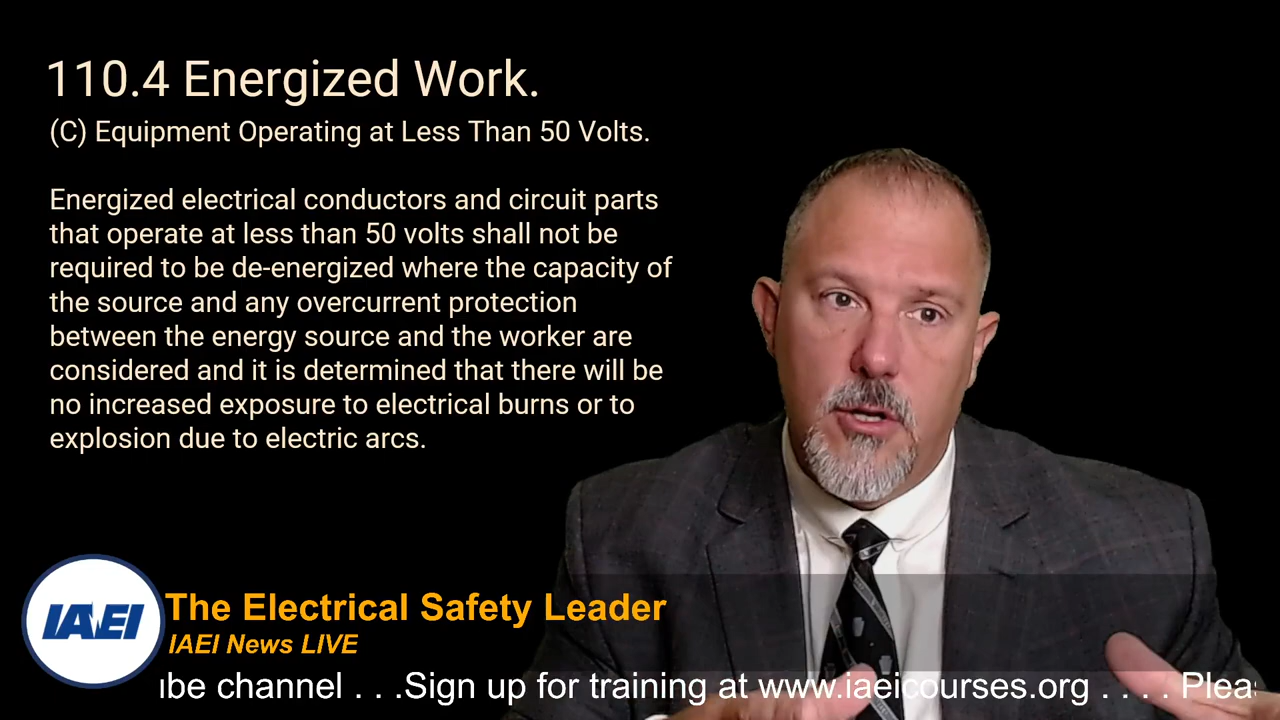 110.4 Energized Work.
(C) Equipment Operating at Less Than 50 Volts.
Energized electrical conductors and circuit parts
that operate at less than 50 volts shall not be
required to be de-energized where the capacity of
the source and any overcurrent protection
between the energy source and the worker are
considered and it is determined that there will be
no increased exposure to electrical burns or to
explosion due to electric arcs.
IAEI
The Electrical Safety Leader
IAEI News LIVE
channel . . .Sign up for training at www.iaeicourses.org . . . .